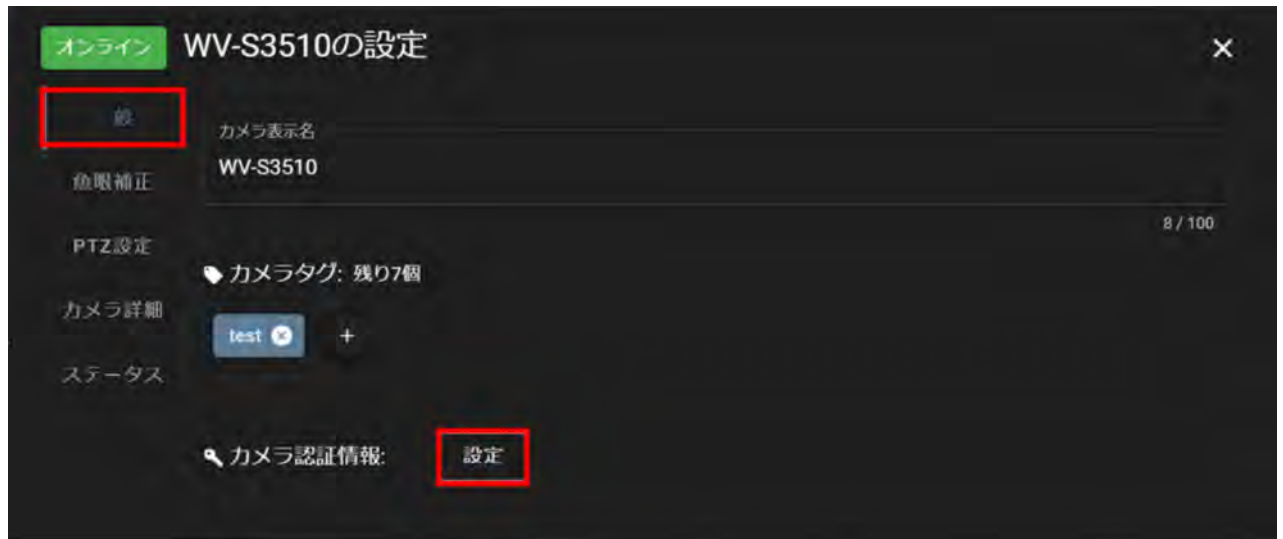 オンライン WV-S3510の設定
一般
カメラ表示名
WV-S3510
8 / 100
魚眼補正
PTZ設定
カメラ詳細
ステータス
カメラタグ: 残り7個
test
カメラ認証情報: 設定